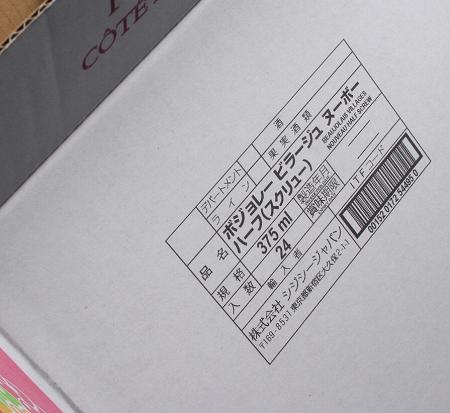 CÔTE
アパートメント 酒
ライン 果実酒類
品名 ボジョレー ビラージュ ヌーボー
ハーフ(スクリュー)
BEAUJOLAIS VILLAGES
NOUVEAU HALF SCREW
規格 375 ml 製造年月
入数 24 賞味期限
輸入者 ITFコード
株式会社 シジシージャパン
〒169-8531 東京都新宿区大久保2-1-1
00152 0172 54495 0